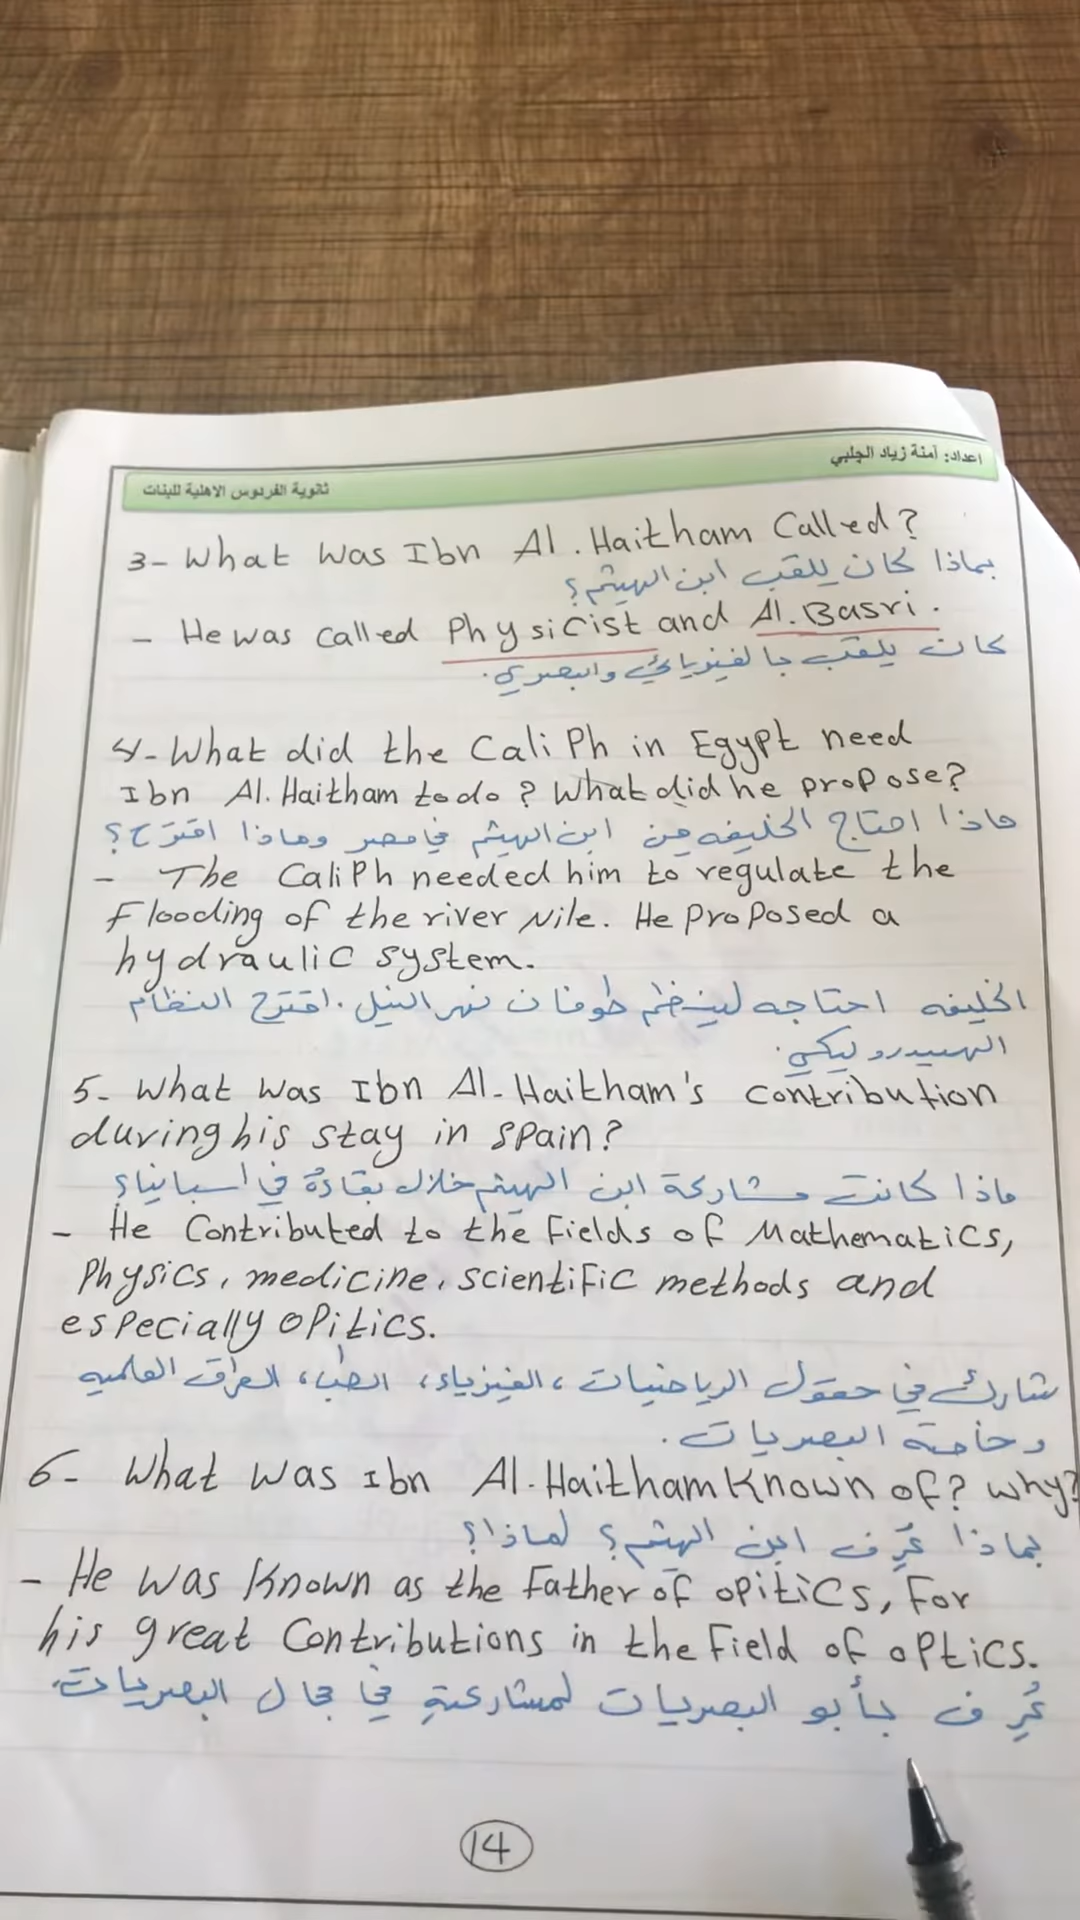 اعداد: آمنة زياد الجلبي
ثانوية الفردوس الاهلية للبنات
3- What was Ibn Al. Haitham Called?
بماذا كان يلقب ابن الهيثم؟
- He was called Physicist and Al. Basri.
كان يلقب بالفيزيائي والبصري.
4- What did the Caliph in Egypt need
Ibn Al. Haitham to do? What did he propose?
ماذا احتاج الخليفه من ابن الهيثم في مصر وماذا اقترح؟
- The Caliph needed him to regulate the
Flooding of the river Nile. He proposed a
hydraulic system.
الخليفه احتاجه لينظم طوفان نهر النيل. اقترح النظام
الهيدروليكي.
5- What was Ibn Al-Haitham's contribution
during his stay in Spain?
ماذا كانت مشاركة ابن الهيثم خلال بقاءهُ في اسبانيا؟
- He Contributed to the Fields of Mathematics,
Physics, medicine, scientific methods and
especially opitics.
شارك في حقول الرياضيات، الفيزياء، الطب، الطرق العلميه
وخاصة البصريات.
6- What was Ibn Al. Haitham Known of? why?
بماذا عُرِف ابن الهيثم؟ لماذا؟
- He was Known as the Father of opitics, For
his great Contributions in the Field of optics.
عُرِف بأبو البصريات لمشاركتهِ في مجال البصريات.
14